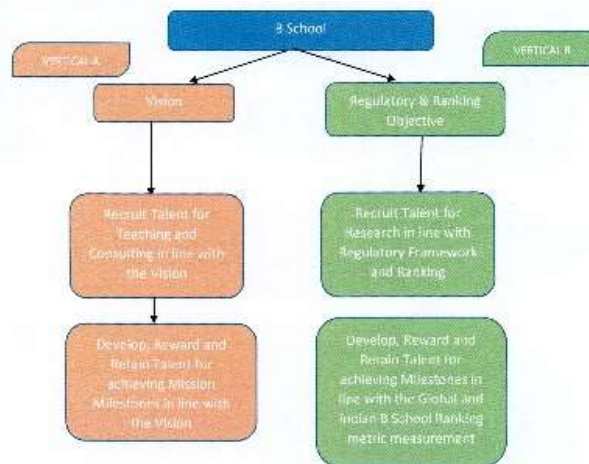 B School
VERTICAL A
VERTICAL B
Vision
Regulatory & Ranking
Objective
Recruit Talent for
Teaching and
Consulting in line with
the Vision
Recruit Talent for
Research in line with
Regulatory Framework
and Ranking
Develop, Reward and
Retain Talent for
achieving Mission
Milestones in line with
the Vision
Develop, Reward and
Retain Talent for
achieving Milestones in
line with the Global and
Indian B School Ranking
metric measurement